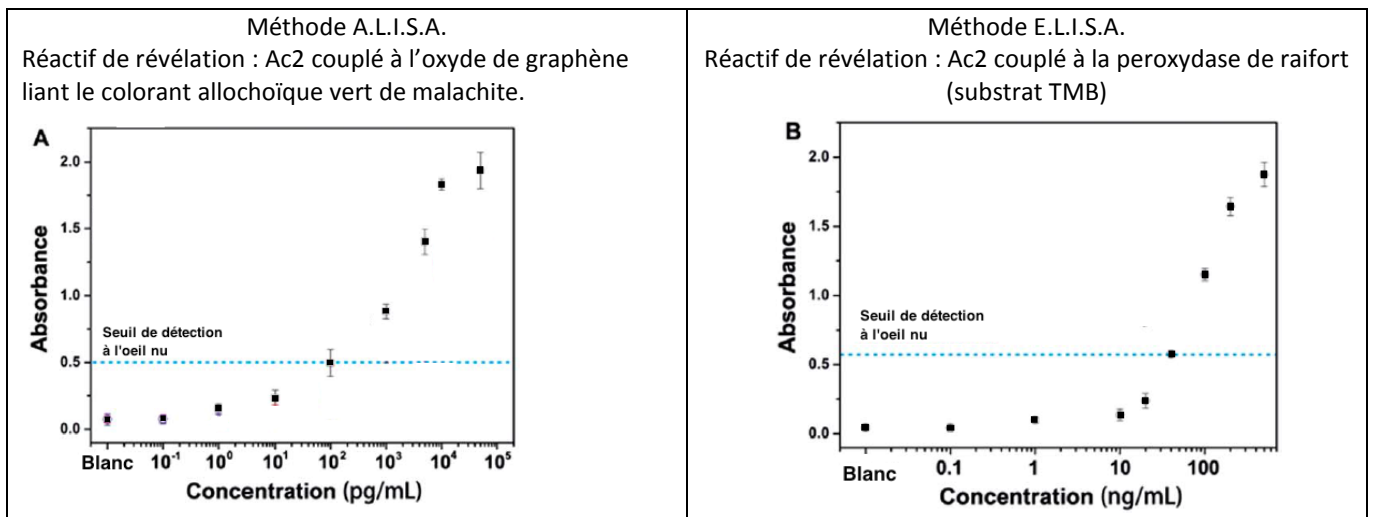 Méthode A.L.I.S.A.
Réactif de révélation : Ac2 couplé à l'oxyde de graphène
liant le colorant allochoïque vert de malachite.
A
2.0
1.5
1.0
0.5
0.0
Absorbance
Seuil de détection
à l'oeil nu
Blanc 10⁻¹ 10⁰ 10¹ 10² 10³ 10⁴ 10⁵
Concentration (pg/mL)
Méthode E.L.I.S.A.
Réactif de révélation : Ac2 couplé à la peroxydase de raifort
(substrat TMB)
B
2.0
1.5
1.0
0.5
0.0
Absorbance
Seuil de détection
à l'oeil nu
Blanc 0.1 1 10 100
Concentration (ng/mL)